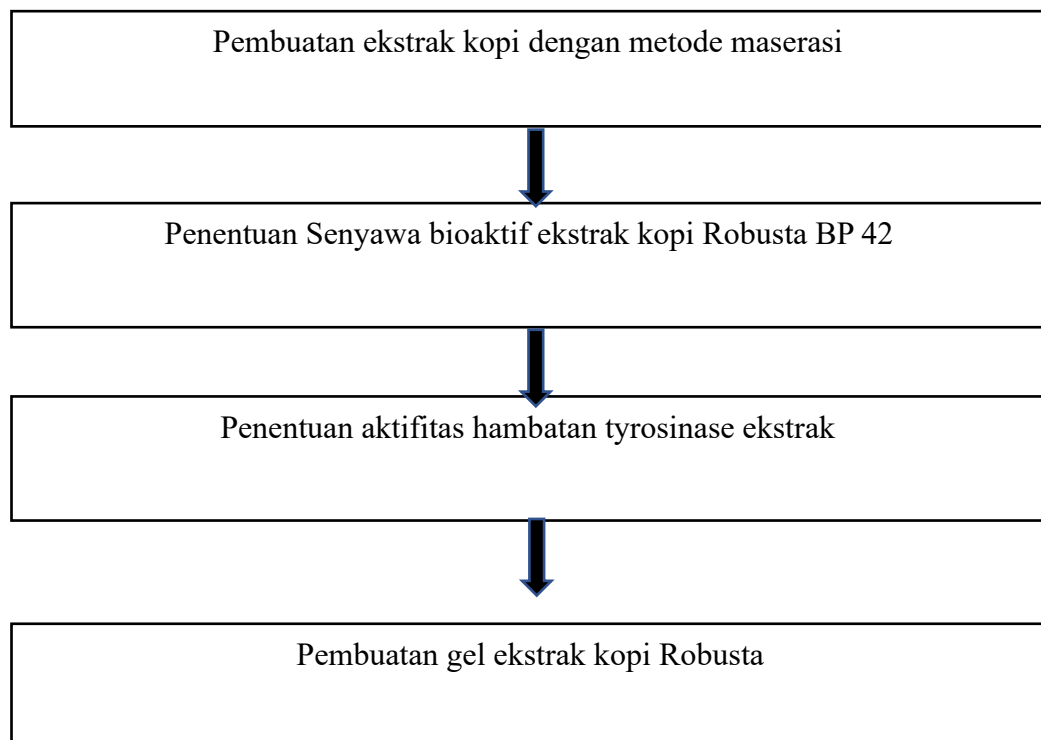 Pembuatan ekstrak kopi dengan metode maserasi
Penentuan Senyawa bioaktif ekstrak kopi Robusta BP 42
Penentuan aktifitas hambatan tyrosinase ekstrak
Pembuatan gel ekstrak kopi Robusta